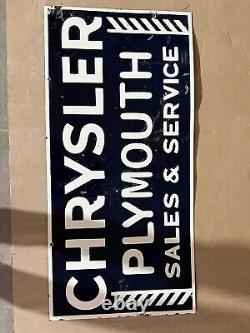 CHRYSLER
PLYMOUTH
SALES & SERVICE